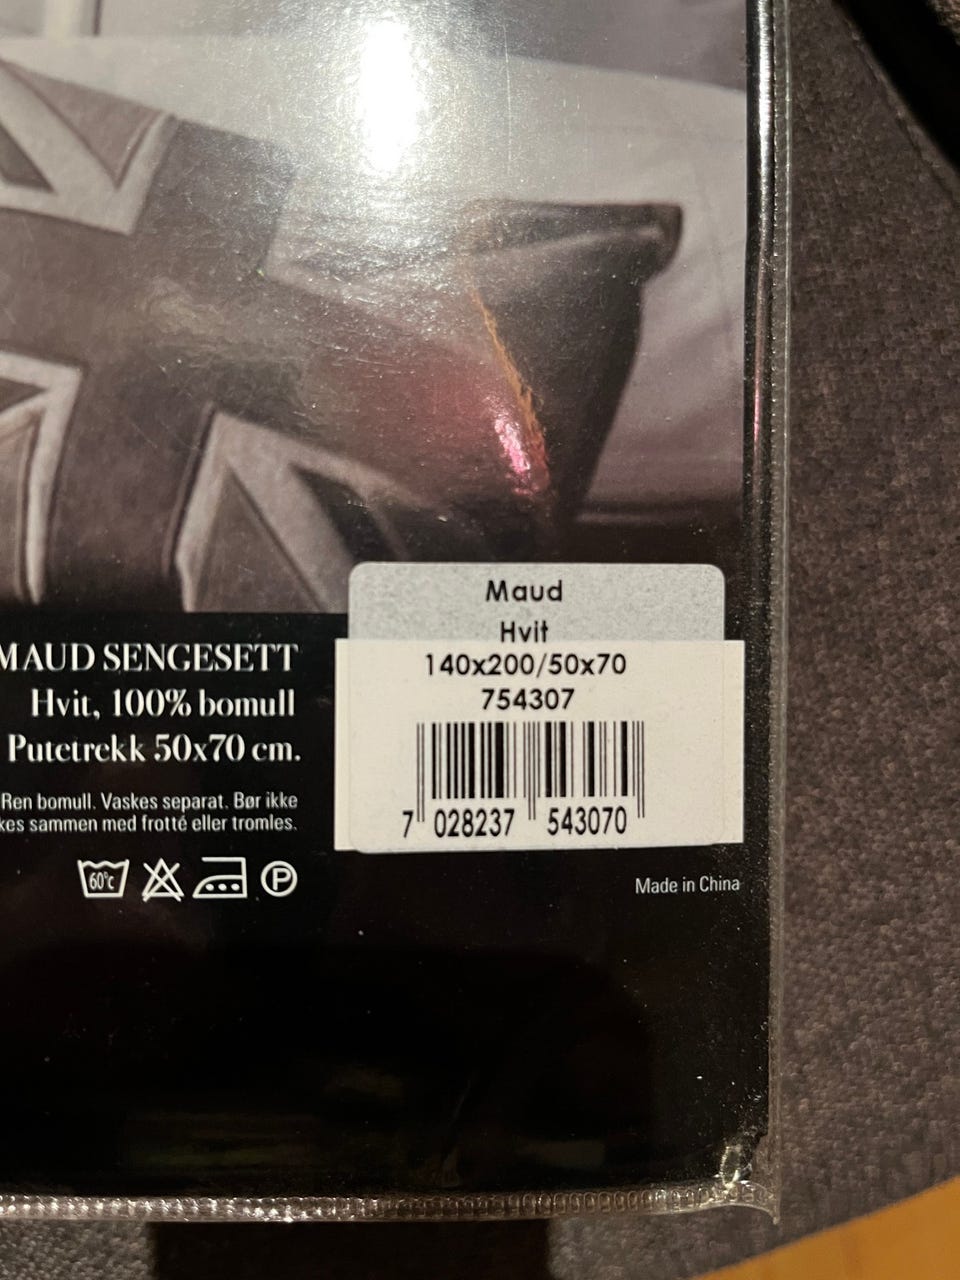 Maud
Hvit
140x200/50x70
754307
7 028237 543070
MAUD SENGESETT
Hvit, 100% bomull
Putetrekk 50x70 cm.
Ren bomull. Vaskes separat. Bør ikke
sammen med frotté eller tromles.
60°c
P
Made in China